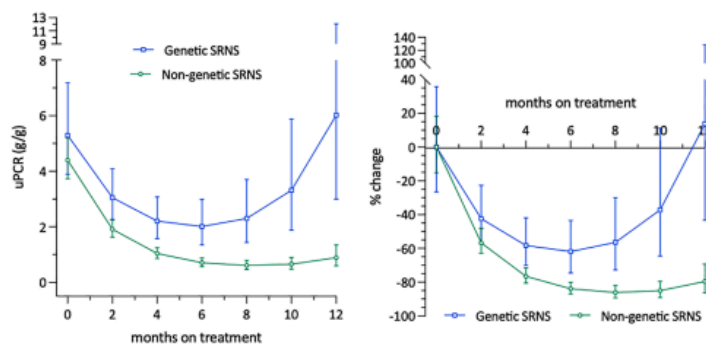 13
11
9
8
6
4
2
0
uPCR (g/g)
Genetic SRNS
Non-genetic SRNS
0 2 4 6 8 10 12
months on treatment
140
120
100
40
20
0
-20
-40
-60
-80
-100
% change
months on treatment
0 2 4 6 8 10
Genetic SRNS Non-genetic SRNS